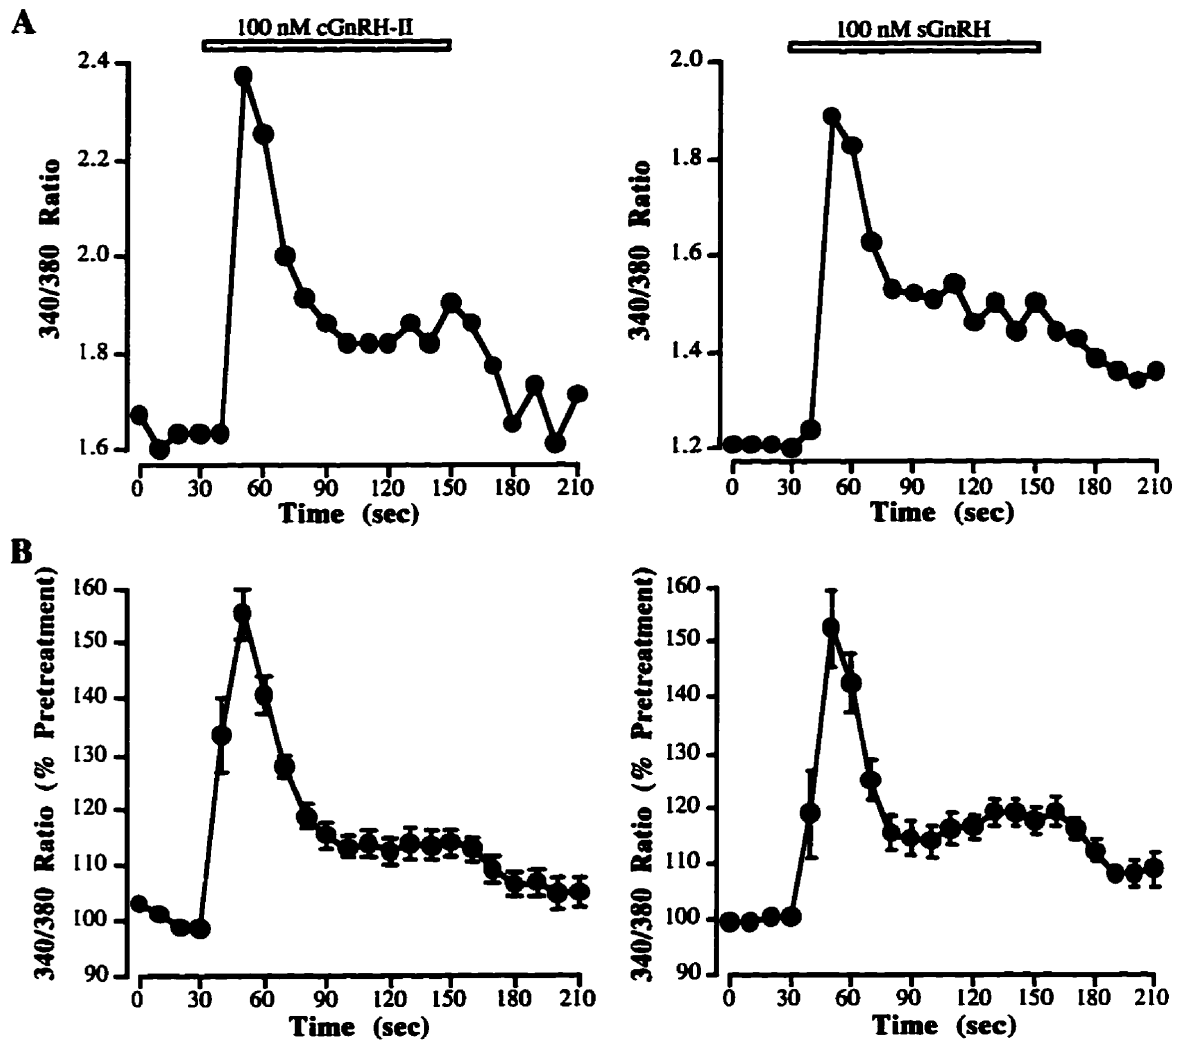 A
100 nM cGnRH-II
100 nM sGnRH
340/380 Ratio
2.4
2.2
2.0
1.8
1.6
0 30 60 90 120 150 180 210
Time (sec)
340/380 Ratio
2.0
1.8
1.6
1.4
1.2
0 30 60 90 120 150 180 210
Time (sec)
B
340/380 Ratio (% Pretreatment)
160
150
140
130
120
110
100
90
0 30 60 90 120 150 180 210
Time (sec)
340/380 Ratio (% Pretreatment)
160
150
140
130
120
110
100
90
0 30 60 90 120 150 180 210
Time (sec)